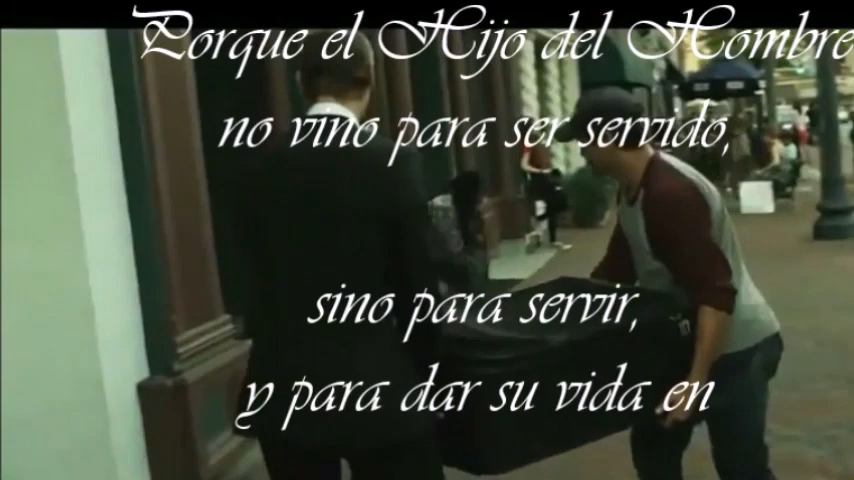 Porque el Hijo del Hombre
no vino para ser servido,
sino para servir,
y para dar su vida en